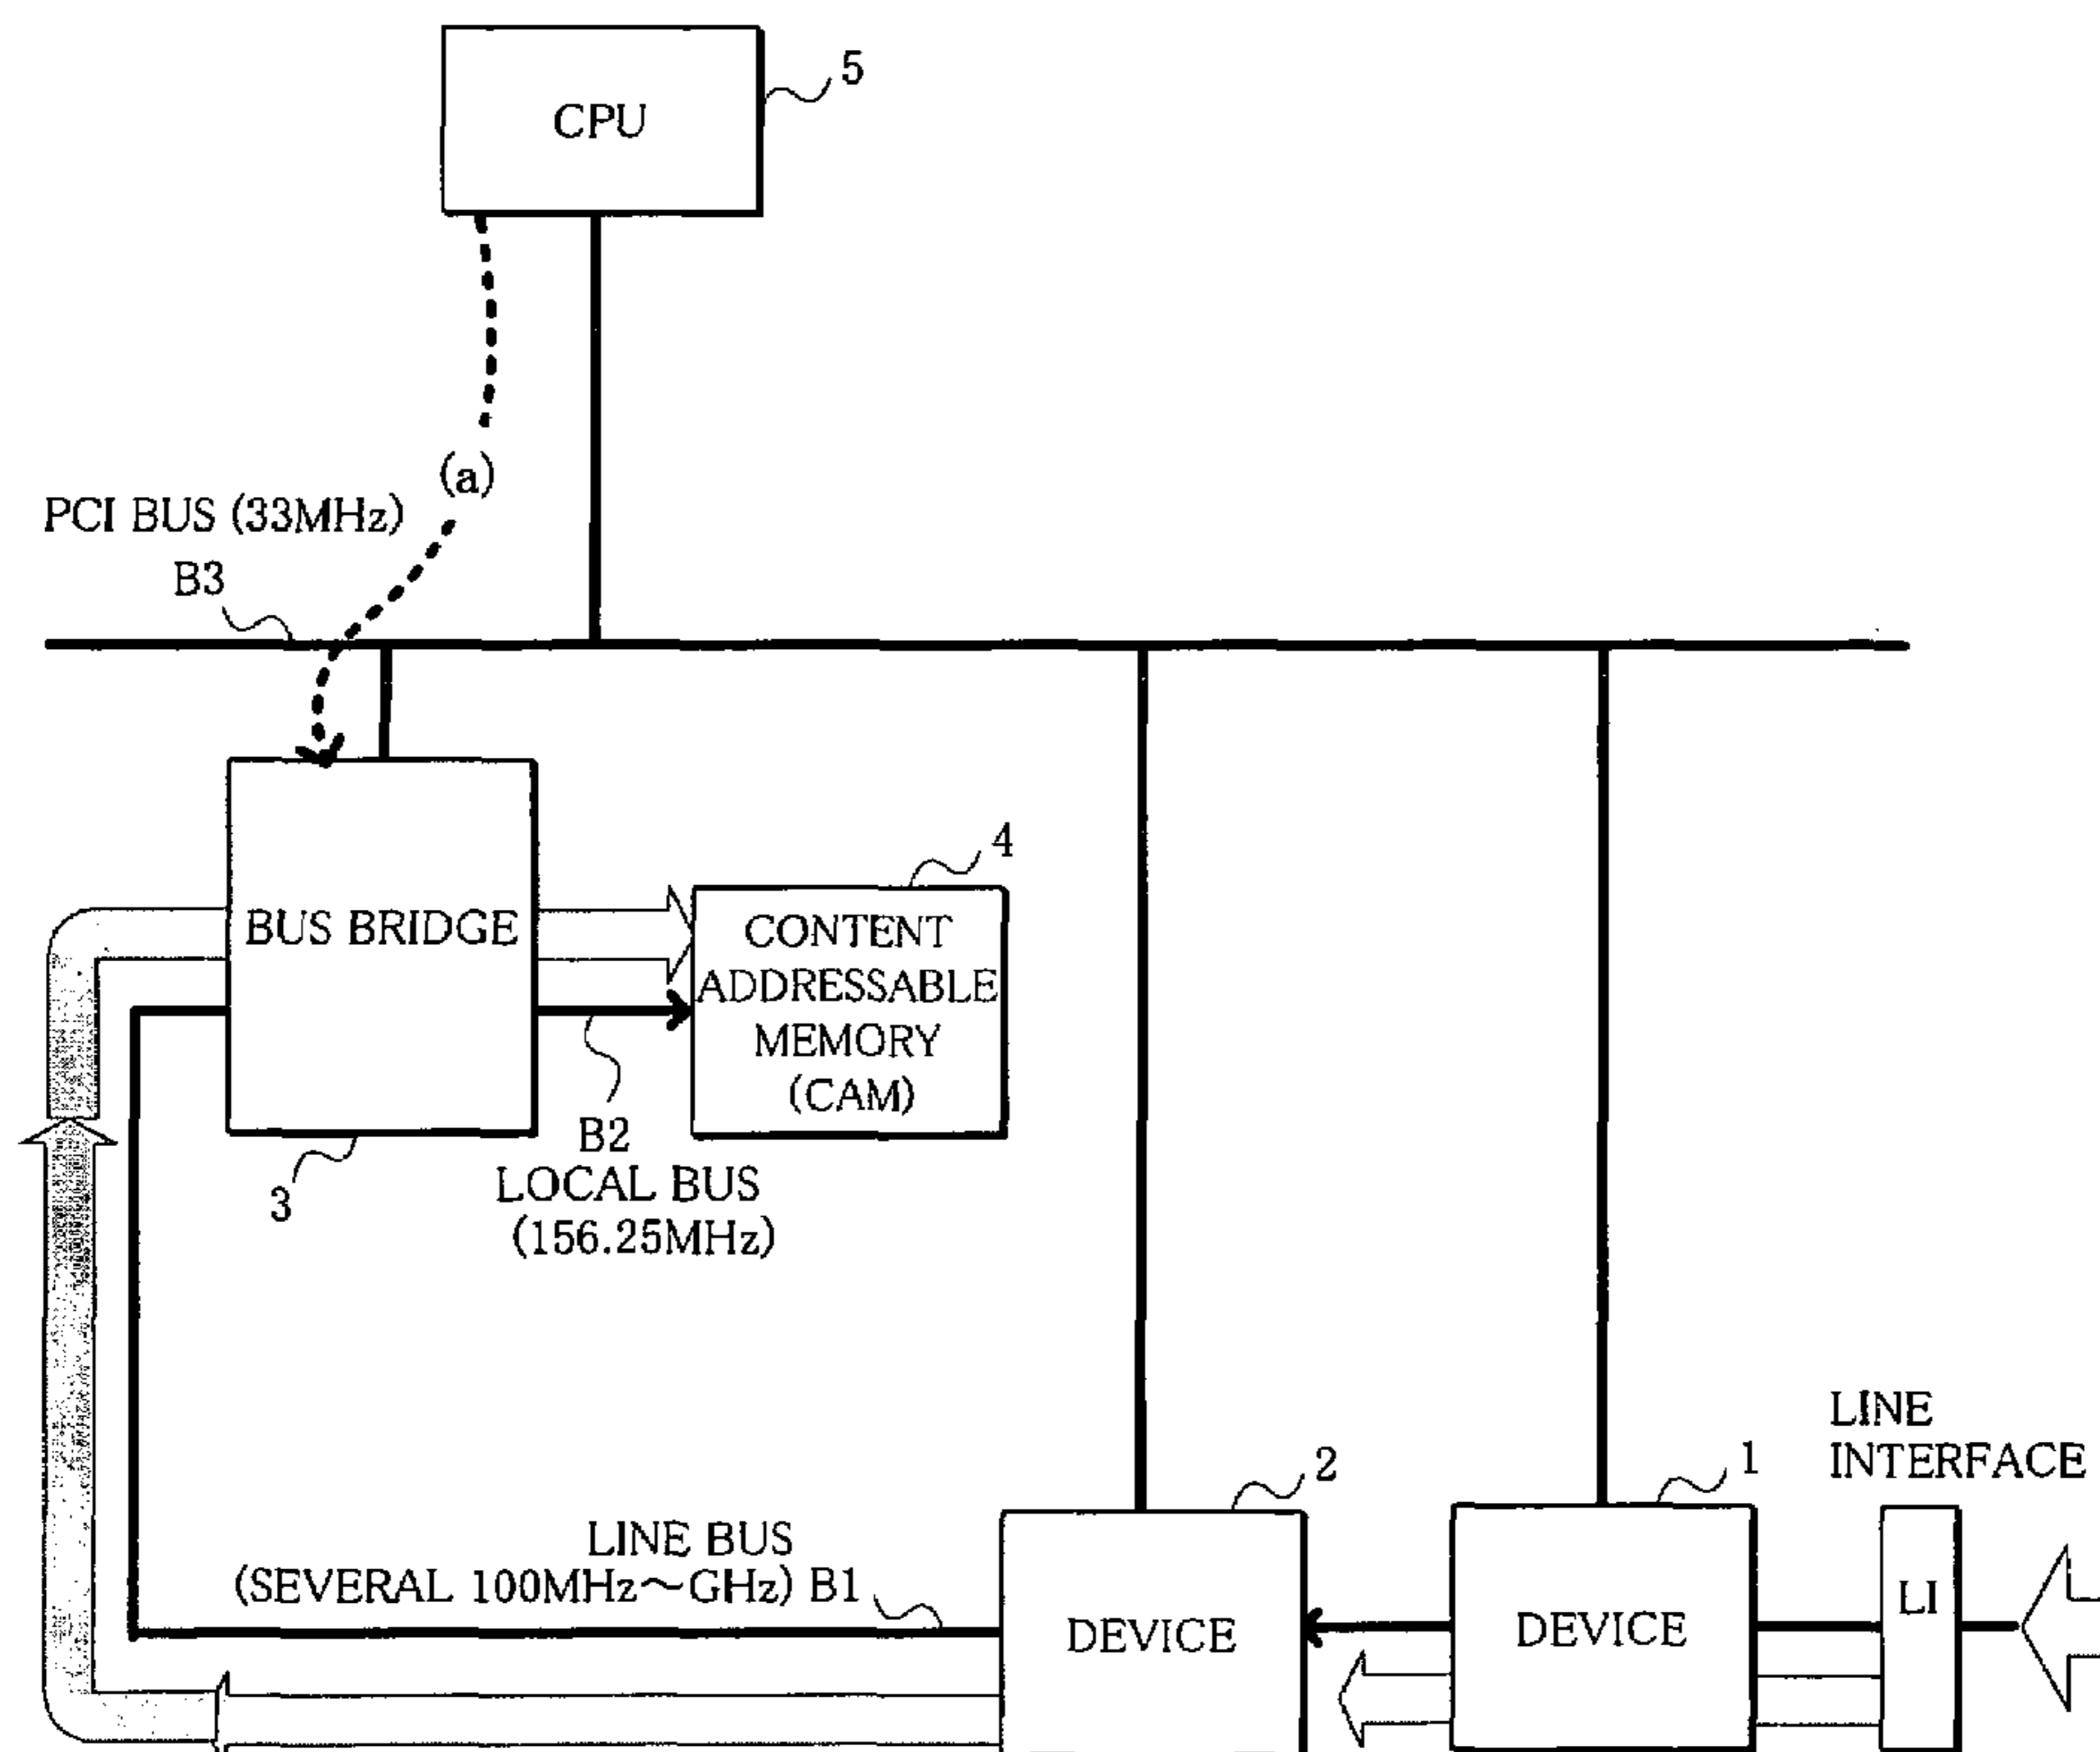 CPU
5
(a)
PCI BUS (33MHz)
B3
4
BUS BRIDGE
CONTENT
ADDRESSABLE
MEMORY
(CAM)
B2
LOCAL BUS
(156.25MHz)
3
LINE
INTERFACE
2
1
LINE BUS
(SEVERAL 100MHz～GHz) B1
DEVICE
DEVICE
LI